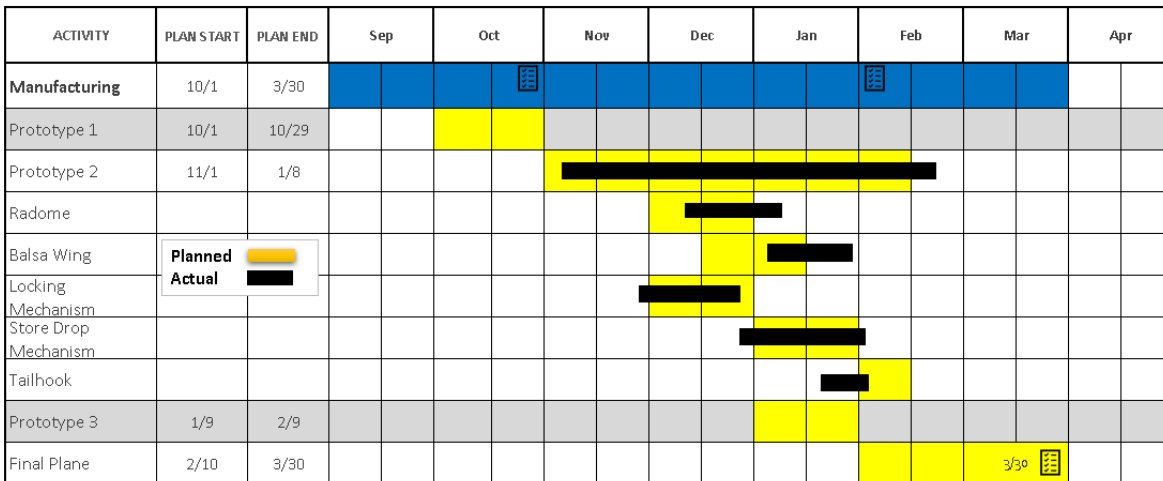 ACTIVITY PLAN START PLAN END Sep Oct Nov Dec Jan Feb Mar Apr
Manufacturing 10/1 3/30
Prototype 1 10/1 10/29
Prototype 2 11/1 1/8
Radome
Balsa Wing
Planned
Actual
Locking
Mechanism
Store Drop
Mechanism
Tailhook
Prototype 3 1/9 2/9
Final Plane 2/10 3/30 3/30